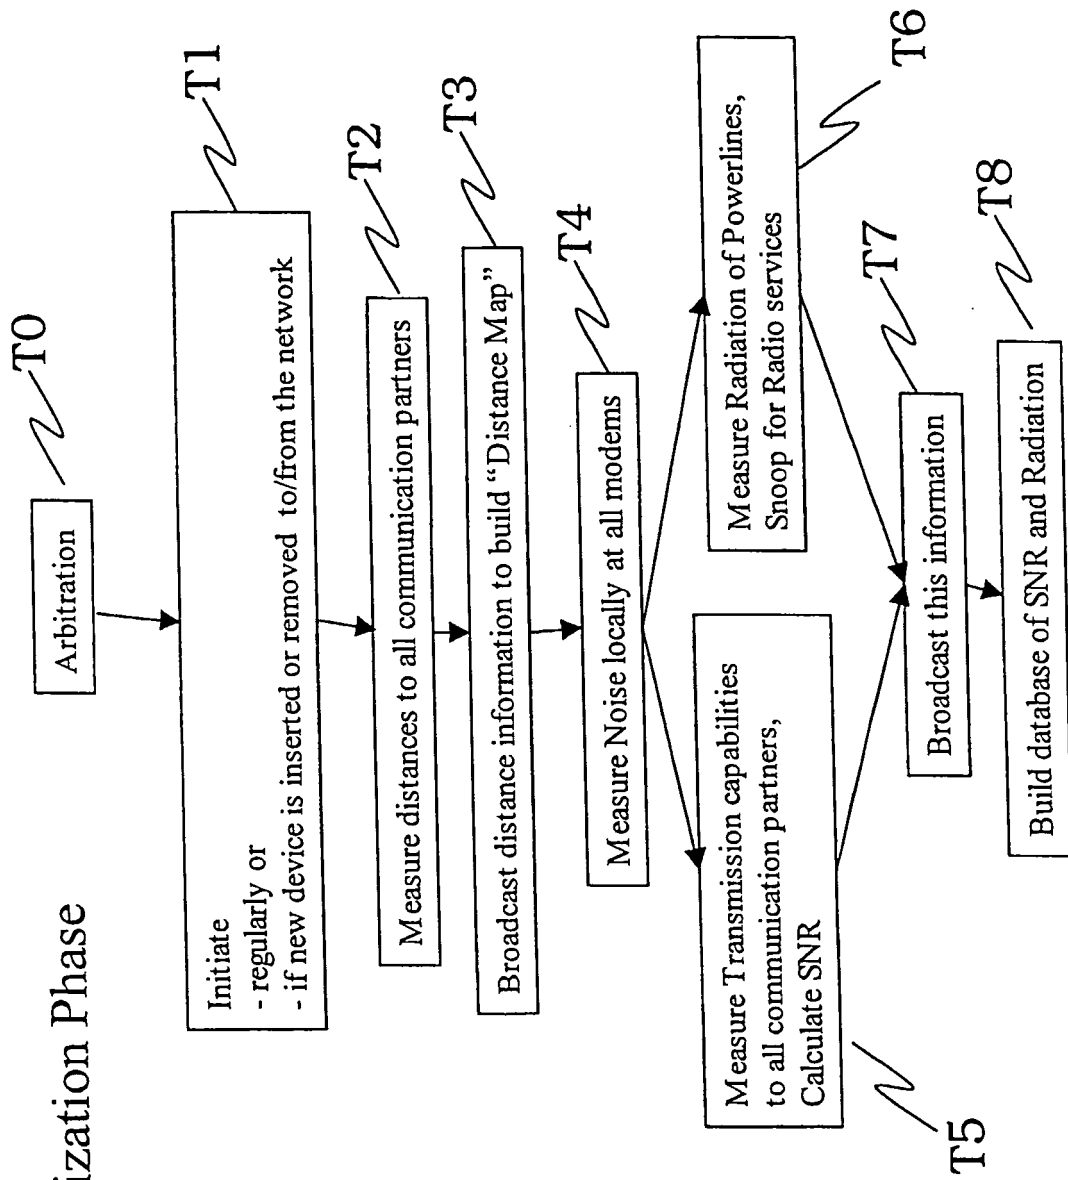 Phase
Arbitration
T0
Initiate
- regularly or
- if new device is inserted or removed to/from the network
T1
Measure distances to all communication partners
T2
Broadcast distance information to build “Distance Map”
T3
Measure Noise locally at all modems
T4
Measure Transmission capabilities
to all communication partners,
Calculate SNR
T5
Measure Radiation of Powerlines,
Snoop for Radio services
T6
Broadcast this information
T7
Build database of SNR and Radiation
T8